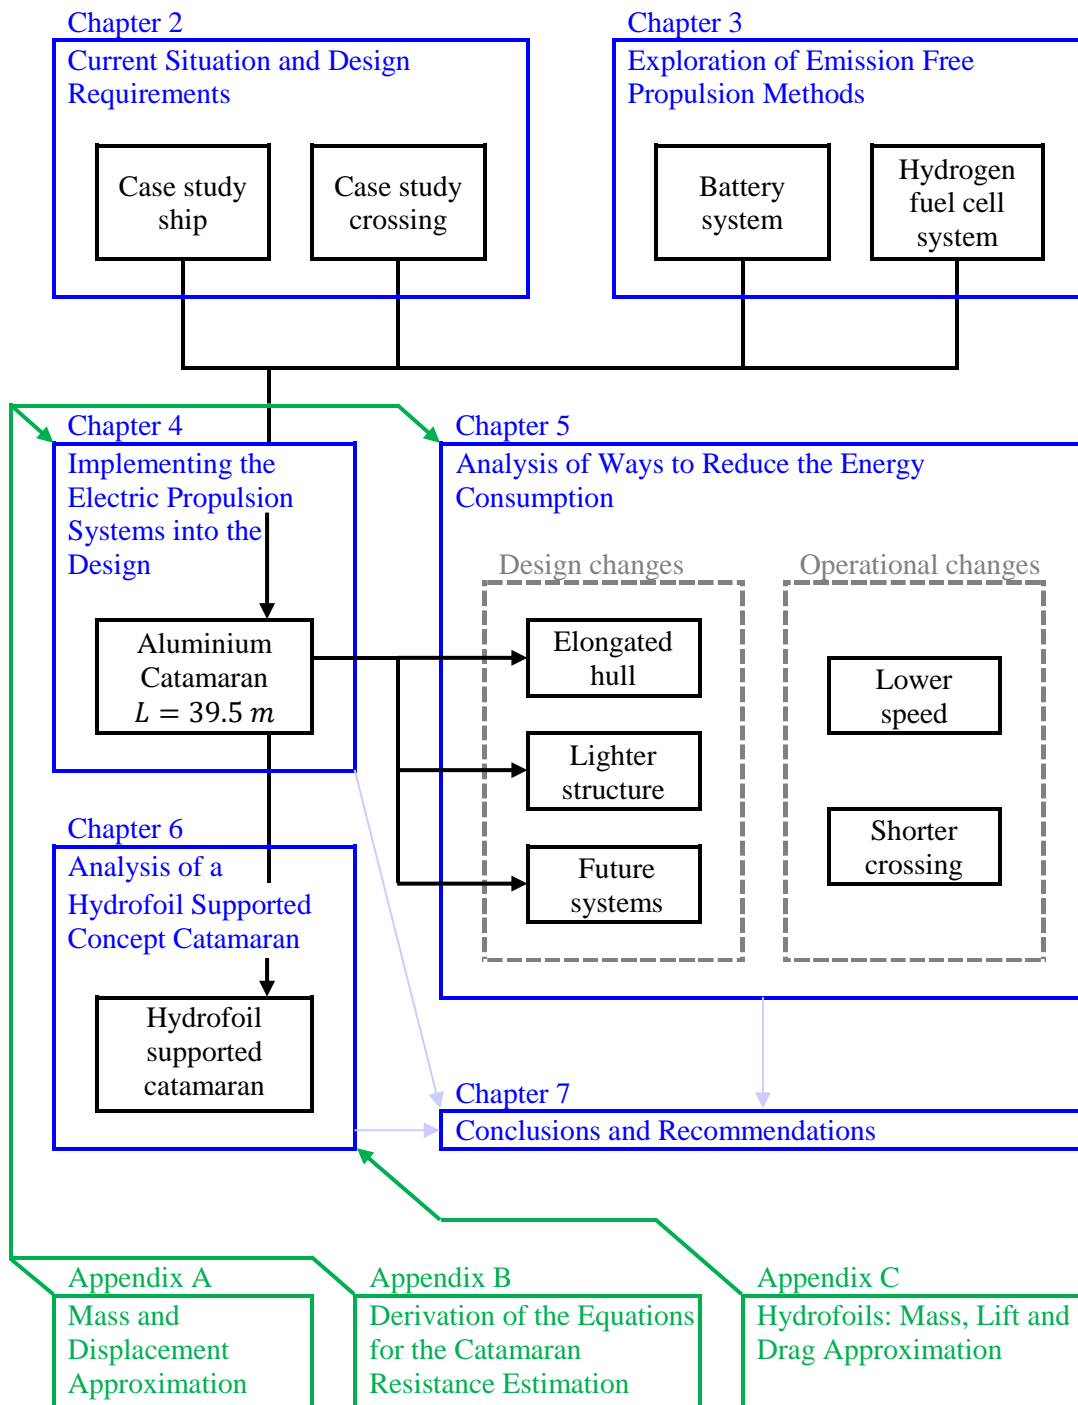 Chapter 2
Current Situation and Design
Requirements
Case study
ship
Case study
crossing
Chapter 3
Exploration of Emission Free
Propulsion Methods
Battery
system
Hydrogen
fuel cell
system
Chapter 4
Implementing the
Electric Propulsion
Systems into the
Design
Aluminium
Catamaran
L = 39.5 m
Chapter 5
Analysis of Ways to Reduce the Energy
Consumption
Design changes
Elongated
hull
Lighter
structure
Future
systems
Operational changes
Lower
speed
Shorter
crossing
Chapter 6
Analysis of a
Hydrofoil Supported
Concept Catamaran
Hydrofoil
supported
catamaran
Chapter 7
Conclusions and Recommendations
Appendix A
Mass and
Displacement
Approximation
Appendix B
Derivation of the Equations
for the Catamaran
Resistance Estimation
Appendix C
Hydrofoils: Mass, Lift and
Drag Approximation